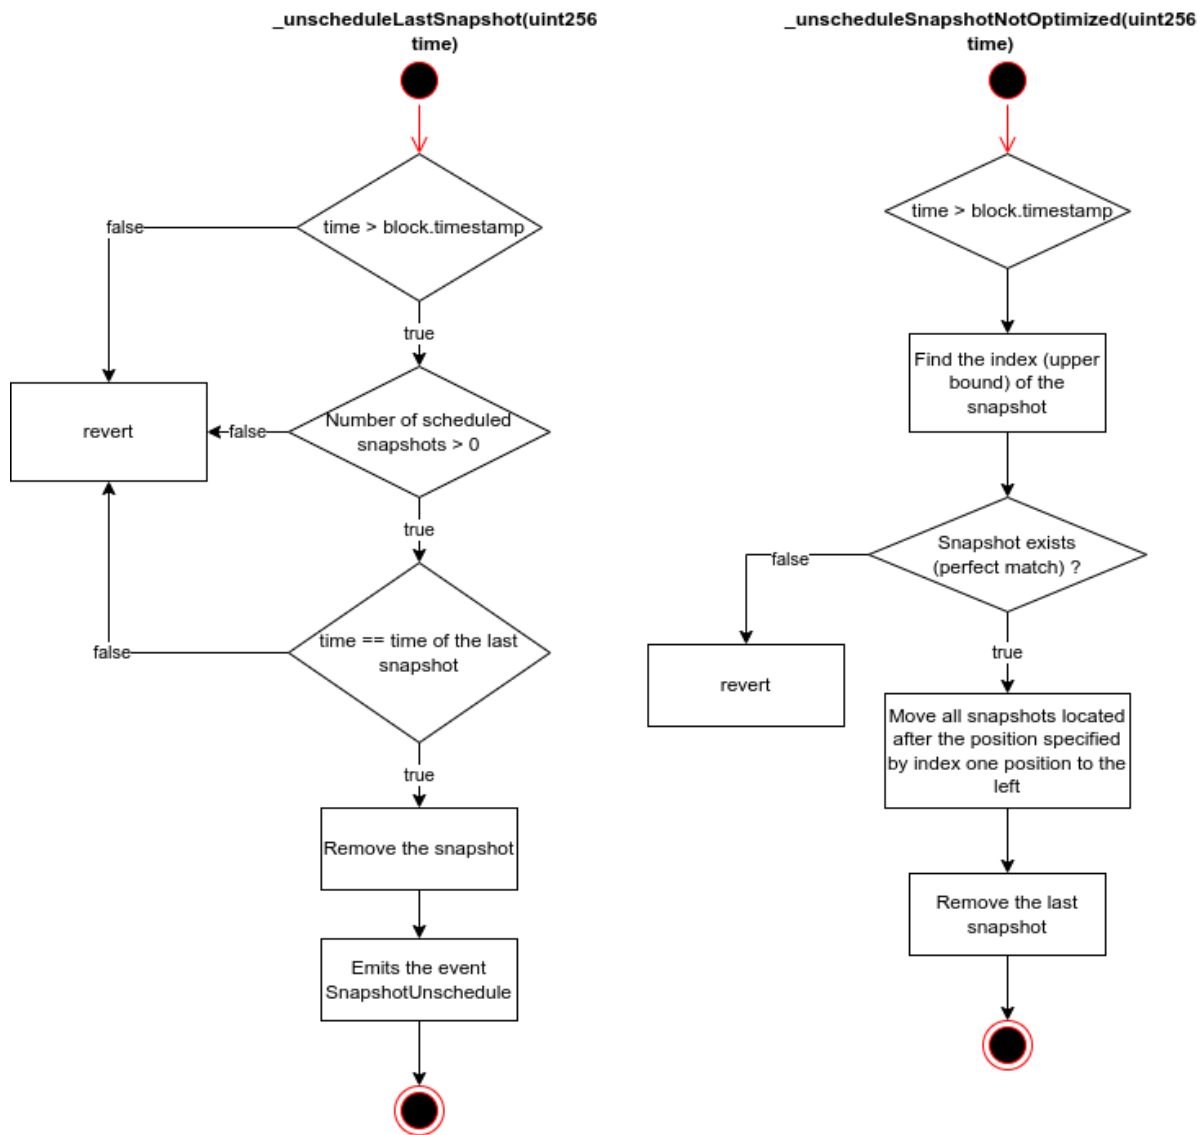 _unscheduleLastSnapshot(uint256
time)
time > block.timestamp
false
true
Number of scheduled
snapshots > 0
false
revert
true
time == time of the last
snapshot
false
true
Remove the snapshot
Emits the event
SnapshotUnschedule
_unscheduleSnapshotNotOptimized(uint256
time)
time > block.timestamp
Find the index (upper
bound) of the
snapshot
Snapshot exists
(perfect match) ?
false
revert
true
Move all snapshots located
after the position specified
by index one position to the
left
Remove the last
snapshot